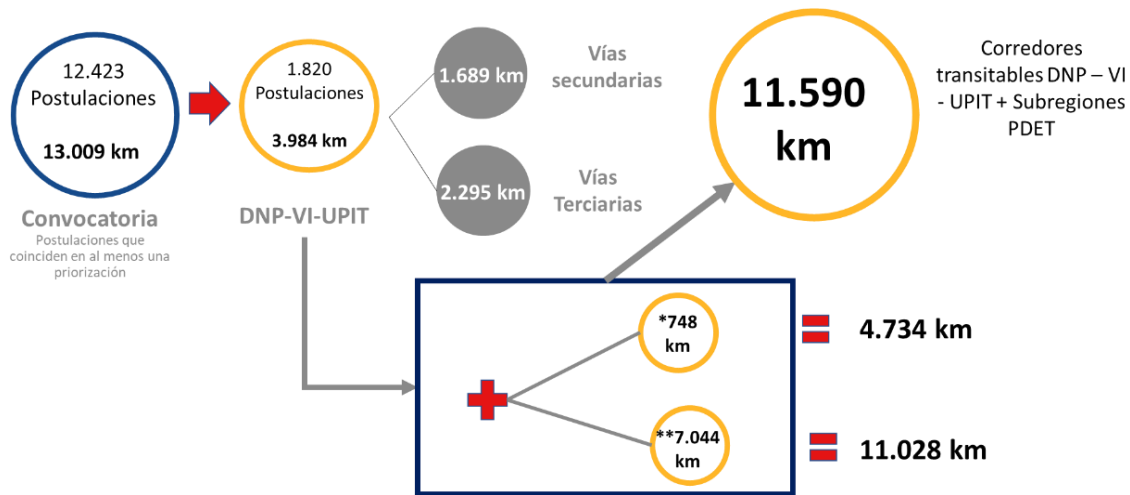 12.423
Postulaciones
13.009 km
Convocatoria
Postulaciones que
coinciden en al menos una
priorización
1.820
Postulaciones
3.984 km
DNP-VI-UPIT
1.689 km
Vías
secundarias
2.295 km
Vías
Terciarias
11.590
km
Corredores
transitables DNP – VI
- UPIT + Subregiones
PDET
*748
km
4.734 km
**7.044
km
11.028 km